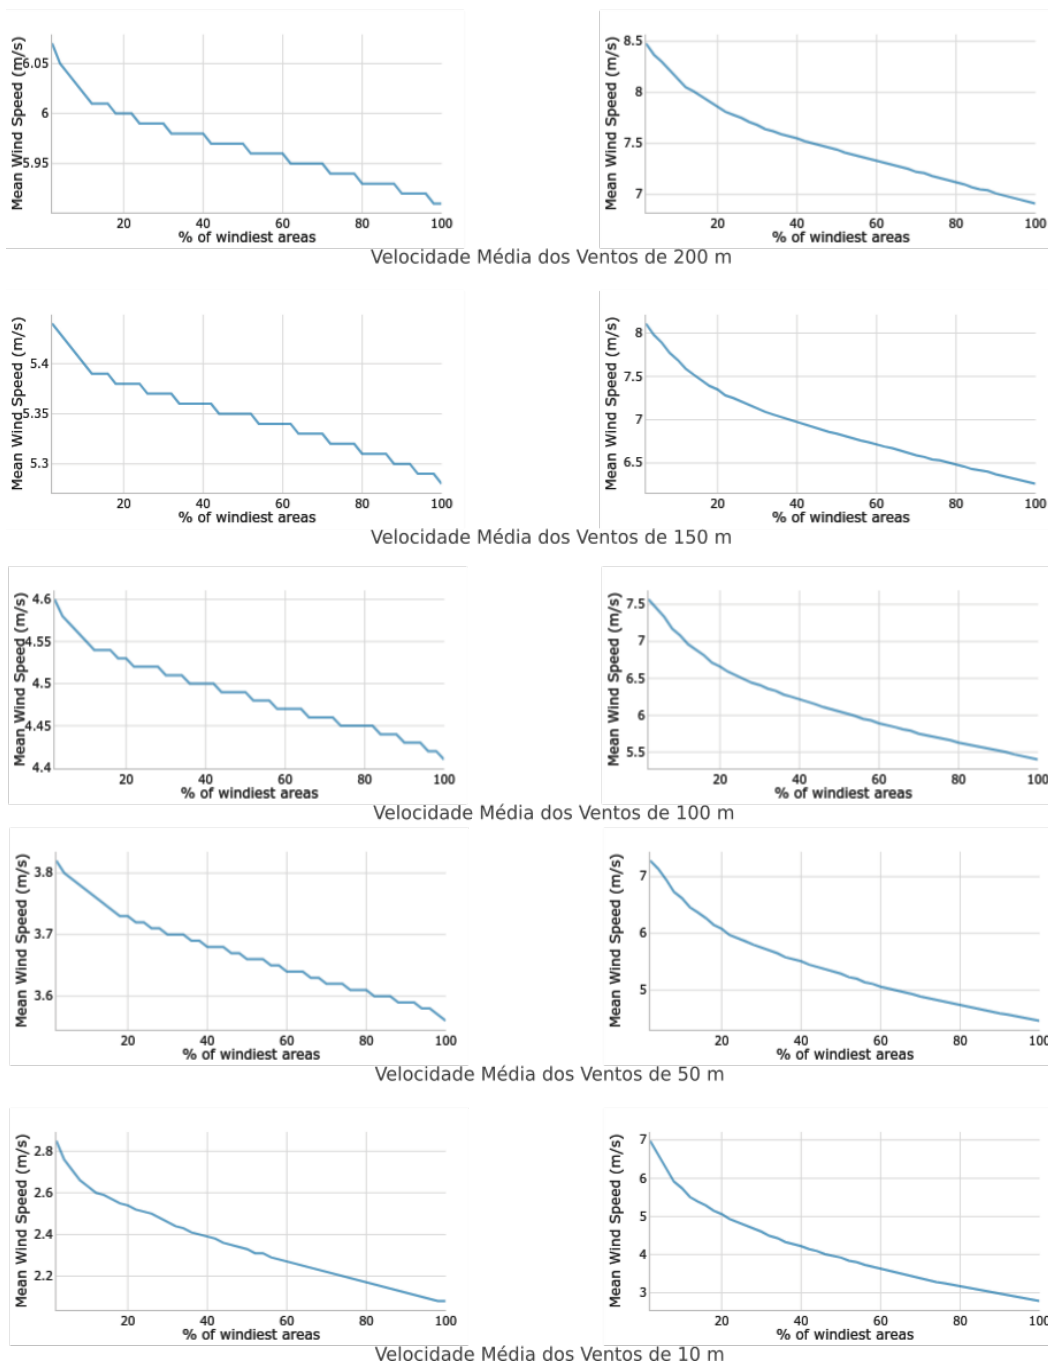 Mean Wind Speed (m/s)
6.05
6
5.95
20 40 60 80 100
% of windiest areas
Mean Wind Speed (m/s)
8.5
8
7.5
7
20 40 60 80 100
% of windiest areas
Velocidade Média dos Ventos de 200 m
Mean Wind Speed (m/s)
5.4
5.35
5.3
20 40 60 80 100
% of windiest areas
Mean Wind Speed (m/s)
8
7.5
7
6.5
20 40 60 80 100
% of windiest areas
Velocidade Média dos Ventos de 150 m
Mean Wind Speed (m/s)
4.6
4.55
4.5
4.45
4.4
20 40 60 80 100
% of windiest areas
Mean Wind Speed (m/s)
7.5
7
6.5
6
5.5
20 40 60 80 100
% of windiest areas
Velocidade Média dos Ventos de 100 m
Mean Wind Speed (m/s)
3.8
3.7
3.6
20 40 60 80 100
% of windiest areas
Mean Wind Speed (m/s)
7
6
5
20 40 60 80 100
% of windiest areas
Velocidade Média dos Ventos de 50 m
Mean Wind Speed (m/s)
2.8
2.6
2.4
2.2
20 40 60 80 100
% of windiest areas
Mean Wind Speed (m/s)
7
6
5
4
3
20 40 60 80 100
% of windiest areas
Velocidade Média dos Ventos de 10 m